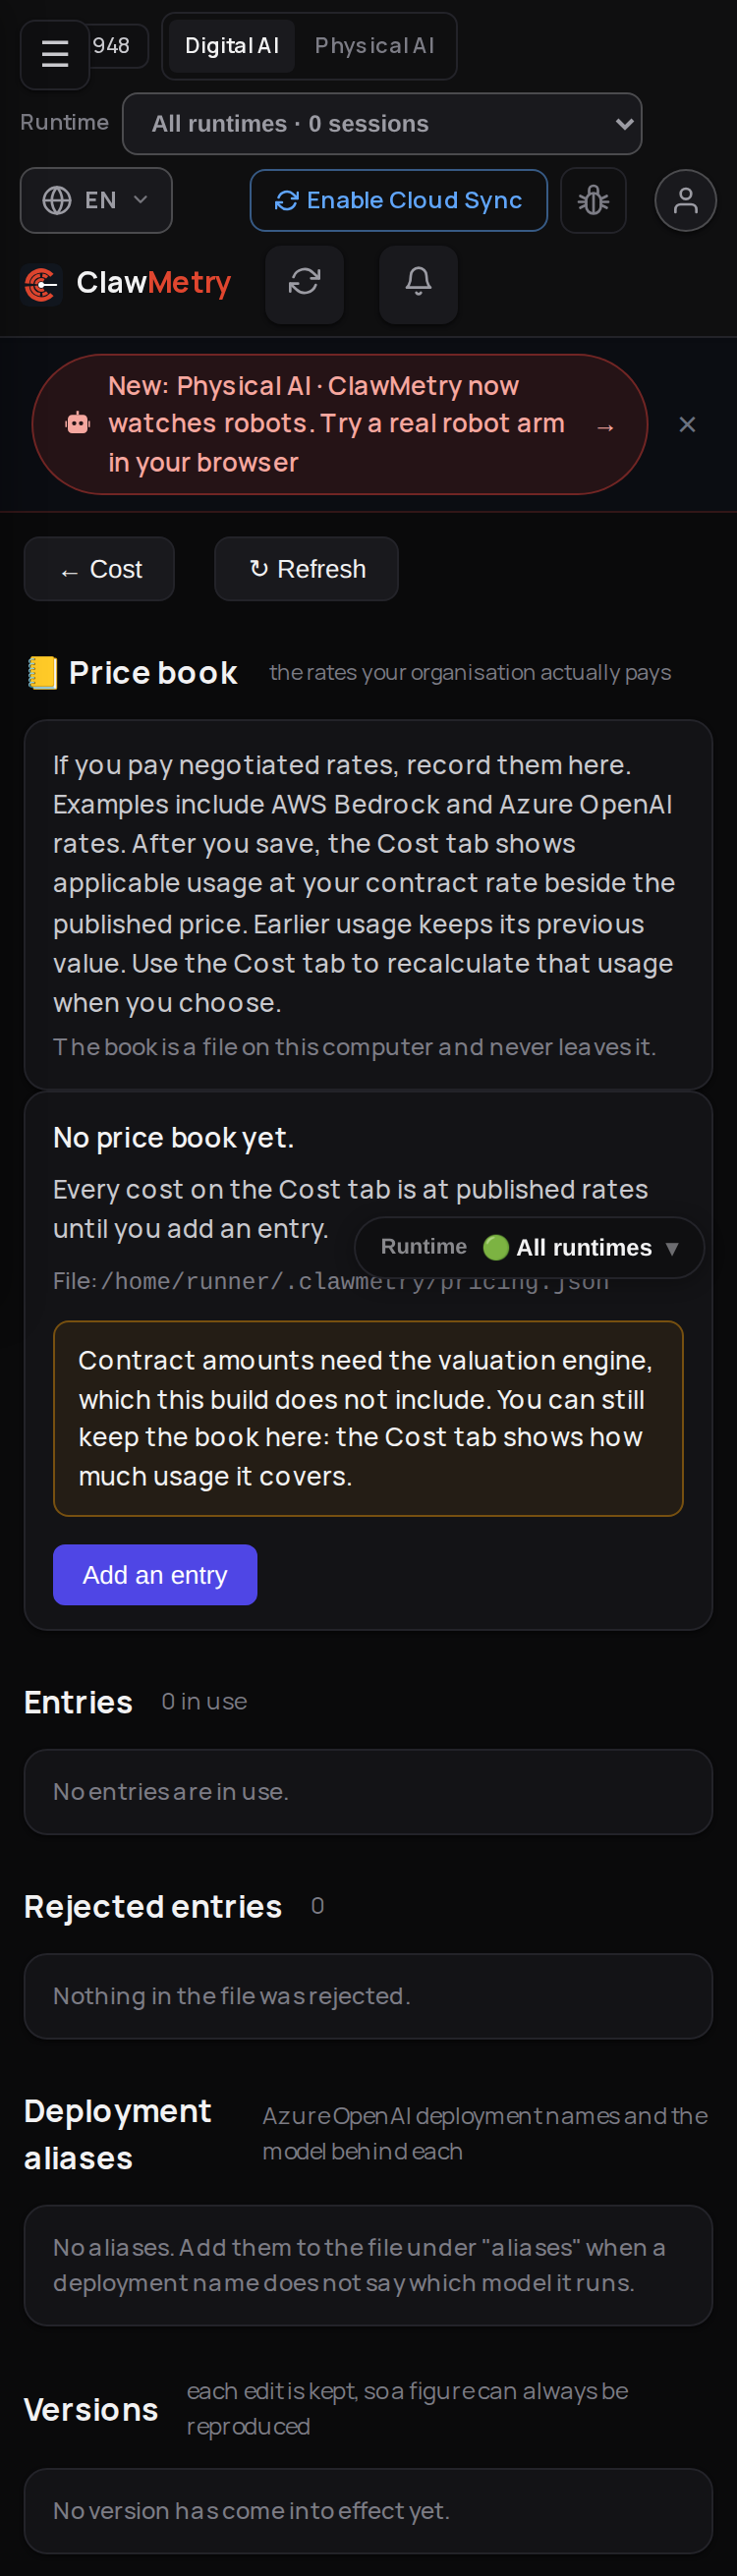 ☰ 948 Digital AI Physical AI
Runtime All runtimes · 0 sessions
EN Enable Cloud Sync
ClawMetry
New: Physical AI · ClawMetry now
watches robots. Try a real robot arm →
in your browser
×
← Cost ↻ Refresh
📒 Price book the rates your organisation actually pays
If you pay negotiated rates, record them here.
Examples include AWS Bedrock and Azure OpenAI
rates. After you save, the Cost tab shows
applicable usage at your contract rate beside the
published price. Earlier usage keeps its previous
value. Use the Cost tab to recalculate that usage
when you choose.
The book is a file on this computer and never leaves it.
No price book yet.
Every cost on the Cost tab is at published rates
until you add an entry.
Runtime 🟢 All runtimes ▼
File: /home/runner/.clawmetry/pricing.json
Contract amounts need the valuation engine,
which this build does not include. You can still
keep the book here: the Cost tab shows how
much usage it covers.
Add an entry
Entries 0 in use
No entries are in use.
Rejected entries 0
Nothing in the file was rejected.
Deployment
aliases
Azure OpenAI deployment names and the
model behind each
No aliases. Add them to the file under "aliases" when a
deployment name does not say which model it runs.
Versions
each edit is kept, so a figure can always be
reproduced
No version has come into effect yet.